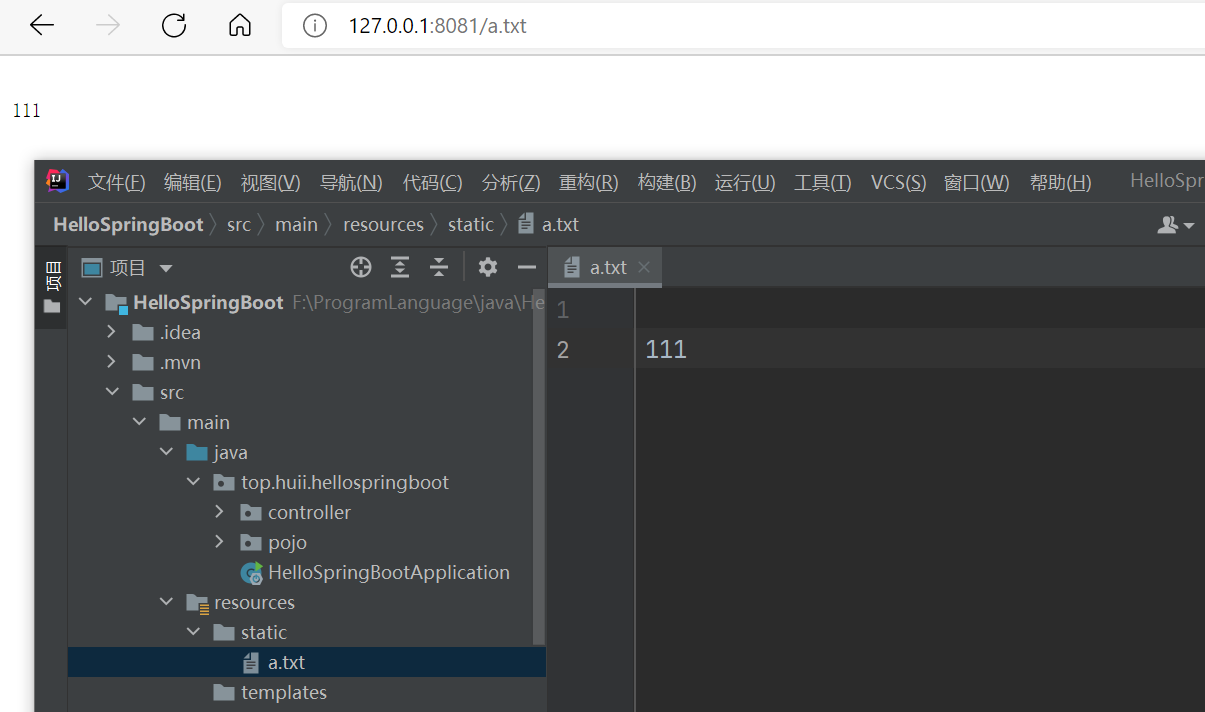 127.0.0.1:8081/a.txt
111
文件(F) 编辑(E) 视图(V) 导航(N) 代码(C) 分析(Z) 重构(R) 构建(B) 运行(U) 工具(T) VCS(S) 窗口(W) 帮助(H) HelloSpr
HelloSpringBoot src main resources static a.txt
项目
项目
a.txt
HelloSpringBoot F:\ProgramLanguage\java\He
.idea
.mvn
src
main
java
top.huii.hellospringboot
controller
pojo
HelloSpringBootApplication
resources
static
a.txt
templates
1
2 111